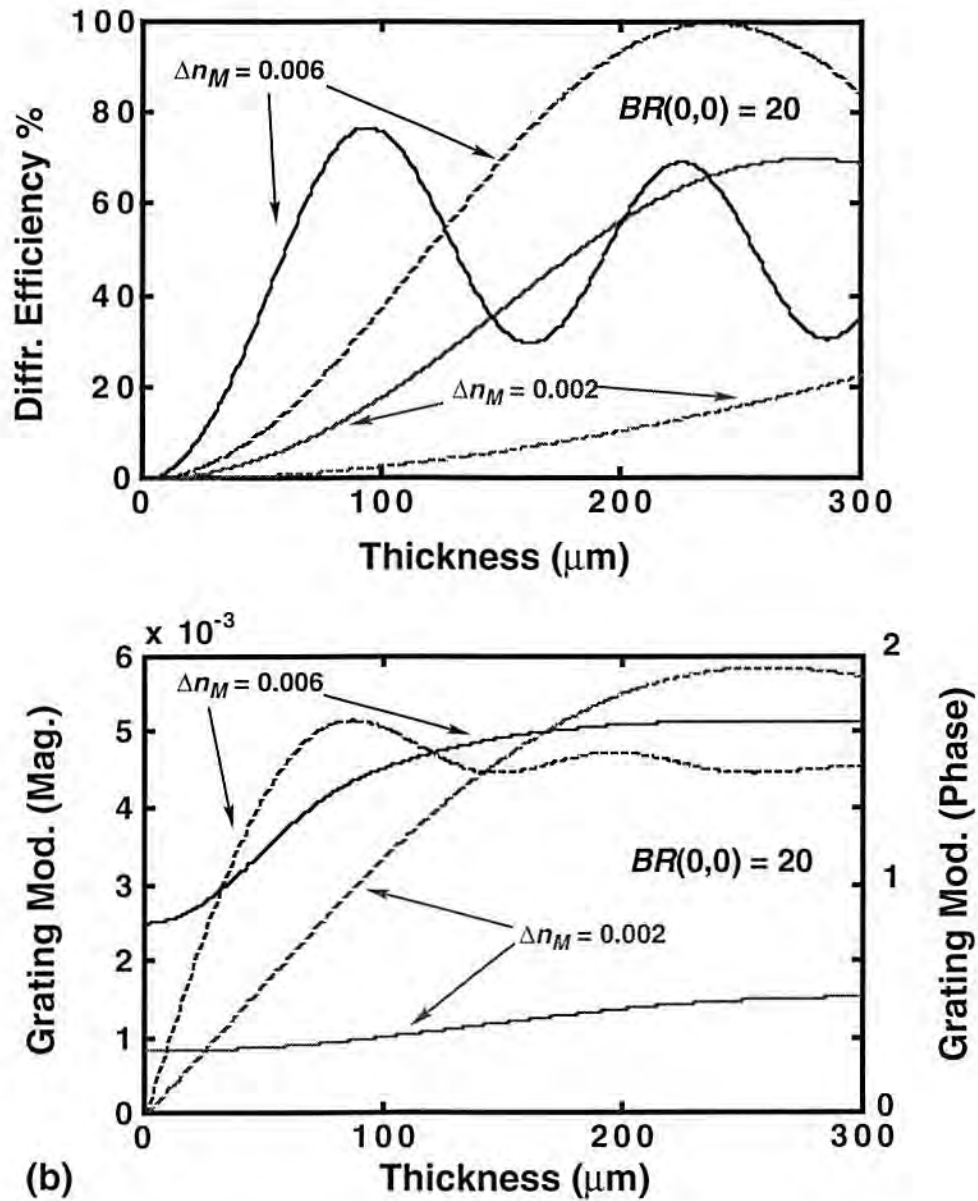 100
80
60
40
20
0
Diffr. Efficiency %
Δn_M = 0.006
BR(0,0) = 20
Δn_M = 0.002
0 100 200 300
Thickness (μm)
x 10^-3
6
5
4
3
2
1
0
Grating Mod. (Mag.)
Δn_M = 0.006
BR(0,0) = 20
Δn_M = 0.002
2
1
0
Grating Mod. (Phase)
0 100 200 300
(b) Thickness (μm)